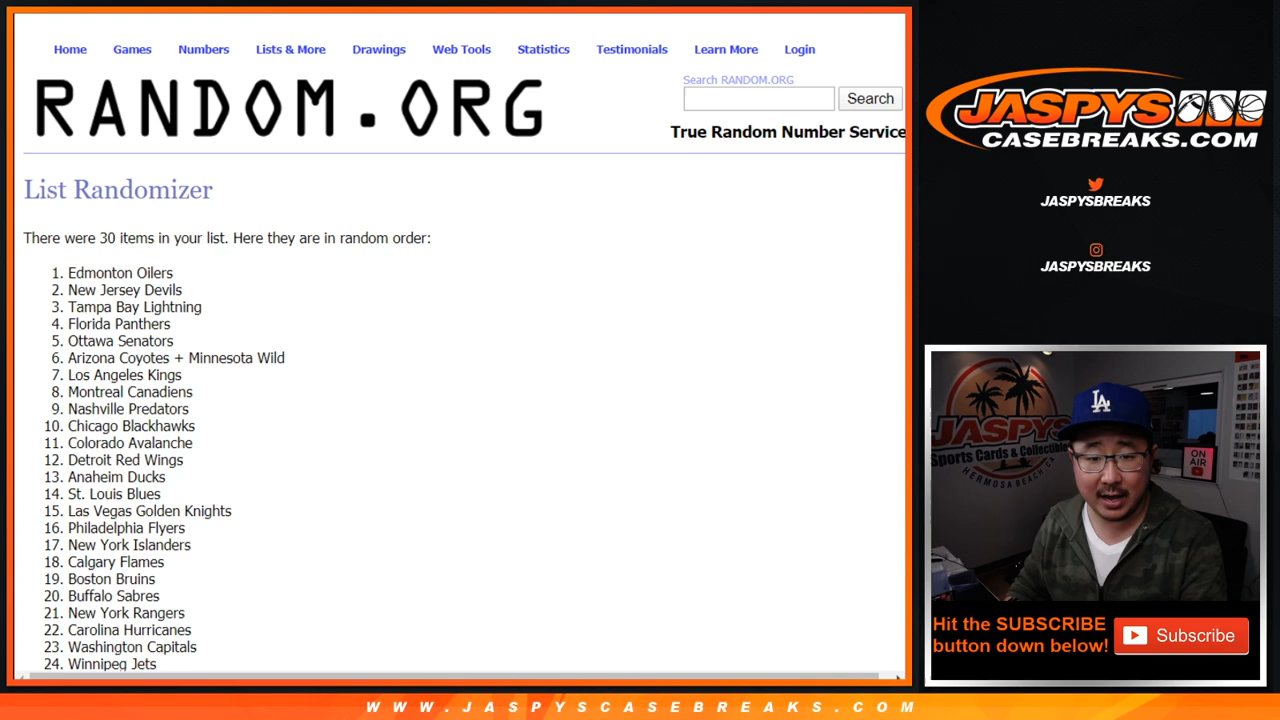 Home Games Numbers Lists & More Drawings Web Tools Statistics Testimonials Learn More Login
RANDOM.ORG
Search RANDOM.ORG
Search
True Random Number Service
List Randomizer
There were 30 items in your list. Here they are in random order:
1. Edmonton Oilers
2. New Jersey Devils
3. Tampa Bay Lightning
4. Florida Panthers
5. Ottawa Senators
6. Arizona Coyotes + Minnesota Wild
7. Los Angeles Kings
8. Montreal Canadiens
9. Nashville Predators
10. Chicago Blackhawks
11. Colorado Avalanche
12. Detroit Red Wings
13. Anaheim Ducks
14. St. Louis Blues
15. Las Vegas Golden Knights
16. Philadelphia Flyers
17. New York Islanders
18. Calgary Flames
19. Boston Bruins
20. Buffalo Sabres
21. New York Rangers
22. Carolina Hurricanes
23. Washington Capitals
24. Winnipeg Jets
JASPYS
CASEBREAKS.COM
JASPYSBREAKS
JASPYSBREAKS
JASPYS
Sports Cards & Collectibles
HERMOSA BEACH CA
LA
ON AIR
Hit the SUBSCRIBE
button down below!
Subscribe
WWW.JASPYSCASEBREAKS.COM